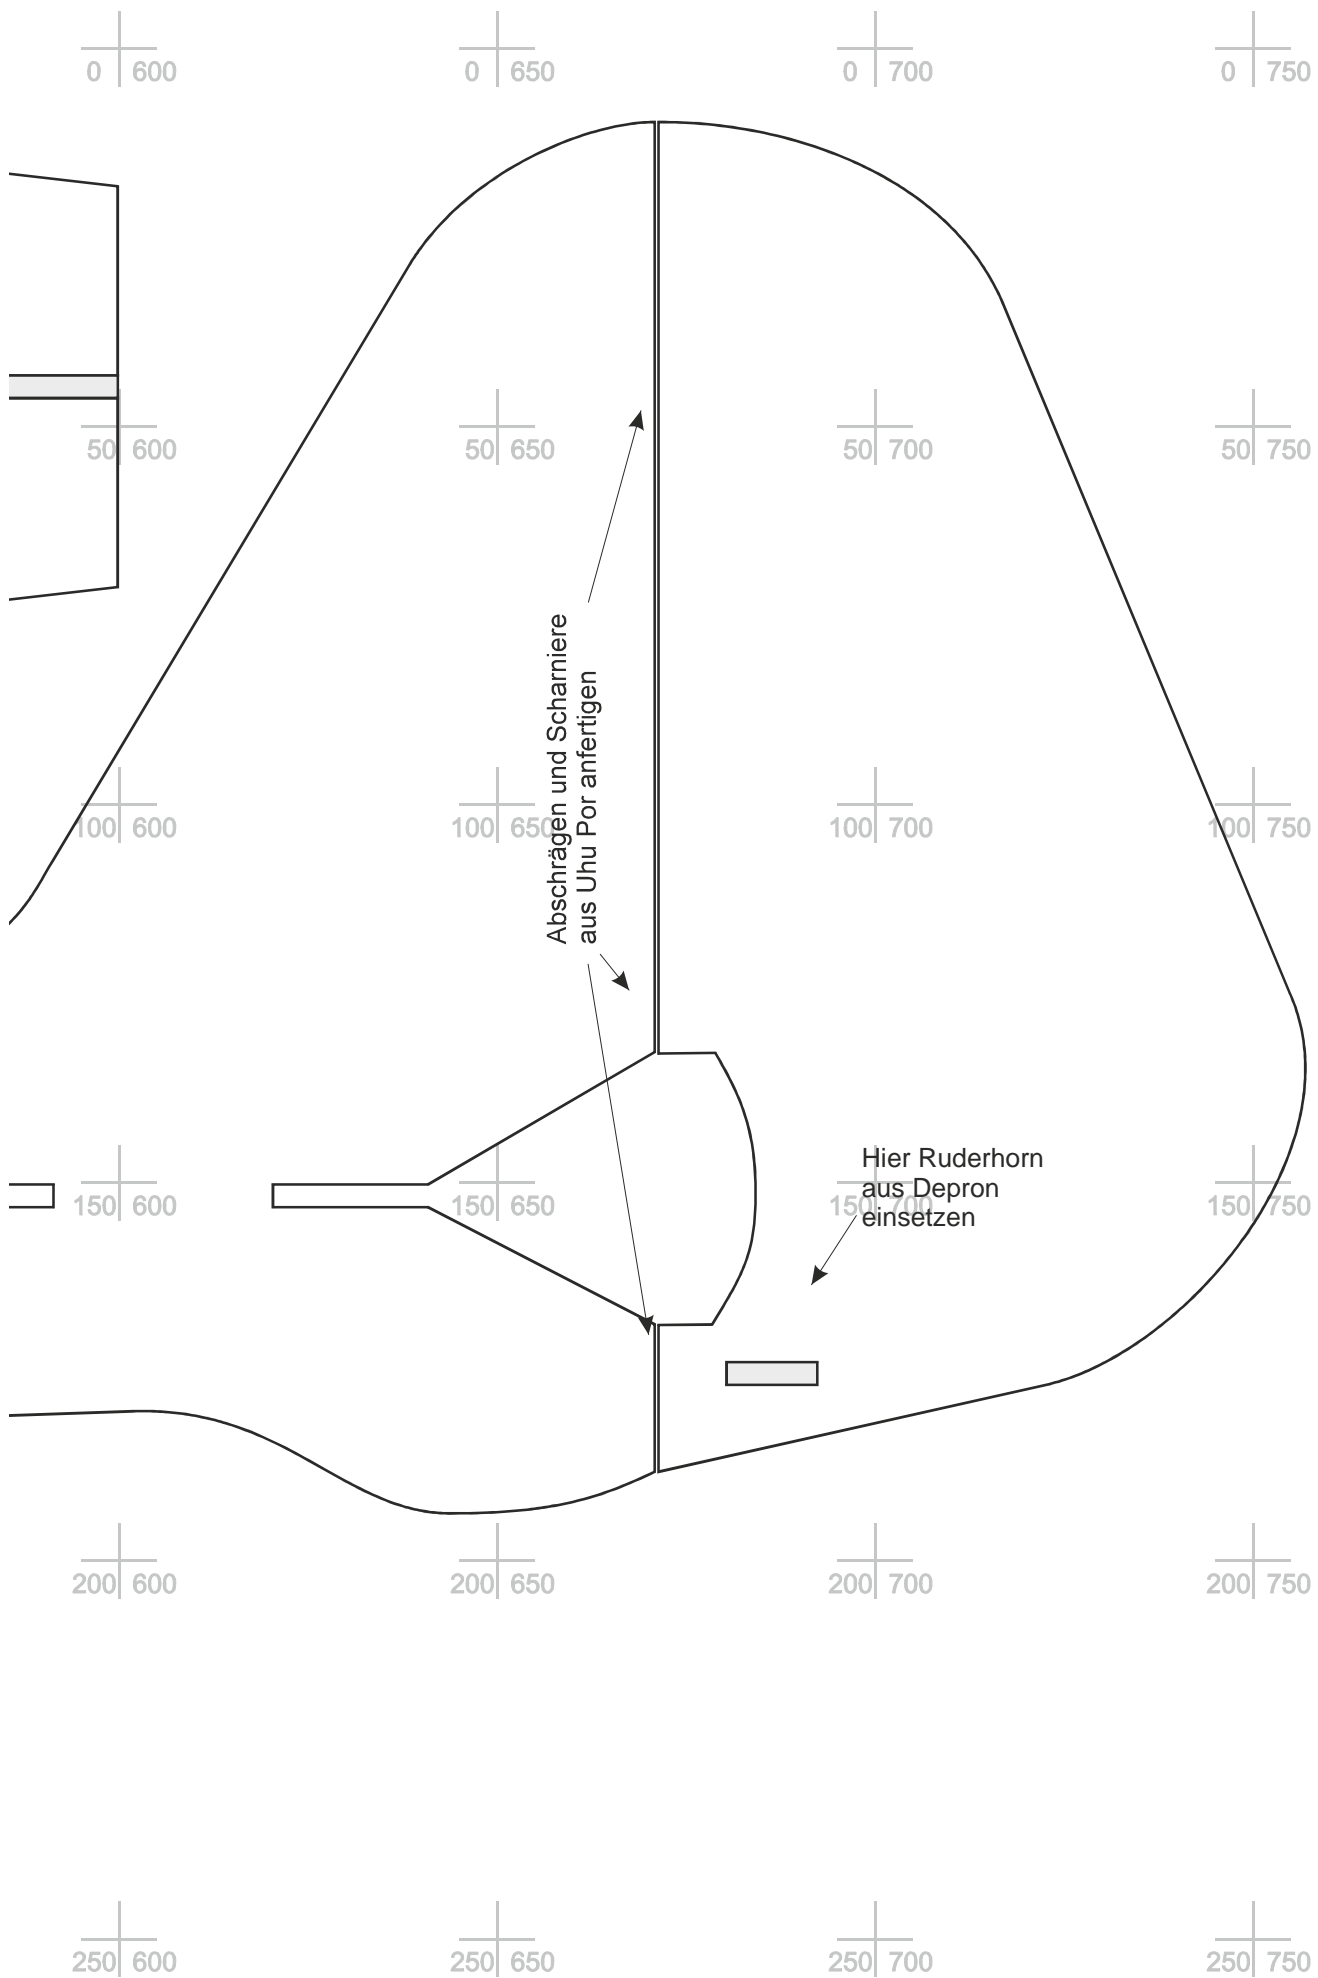 0 600 0 650 0 700 0 750
50 600 50 650 50 700 50 750
Abschrägen und Scharniere
aus Uhu Por anfertigen
100 600 100 650 100 700 100 750
Hier Ruderhorn
aus Depron
einsetzen
150 600 150 650 150 700 150 750
200 600 200 650 200 700 200 750
250 600 250 650 250 700 250 750